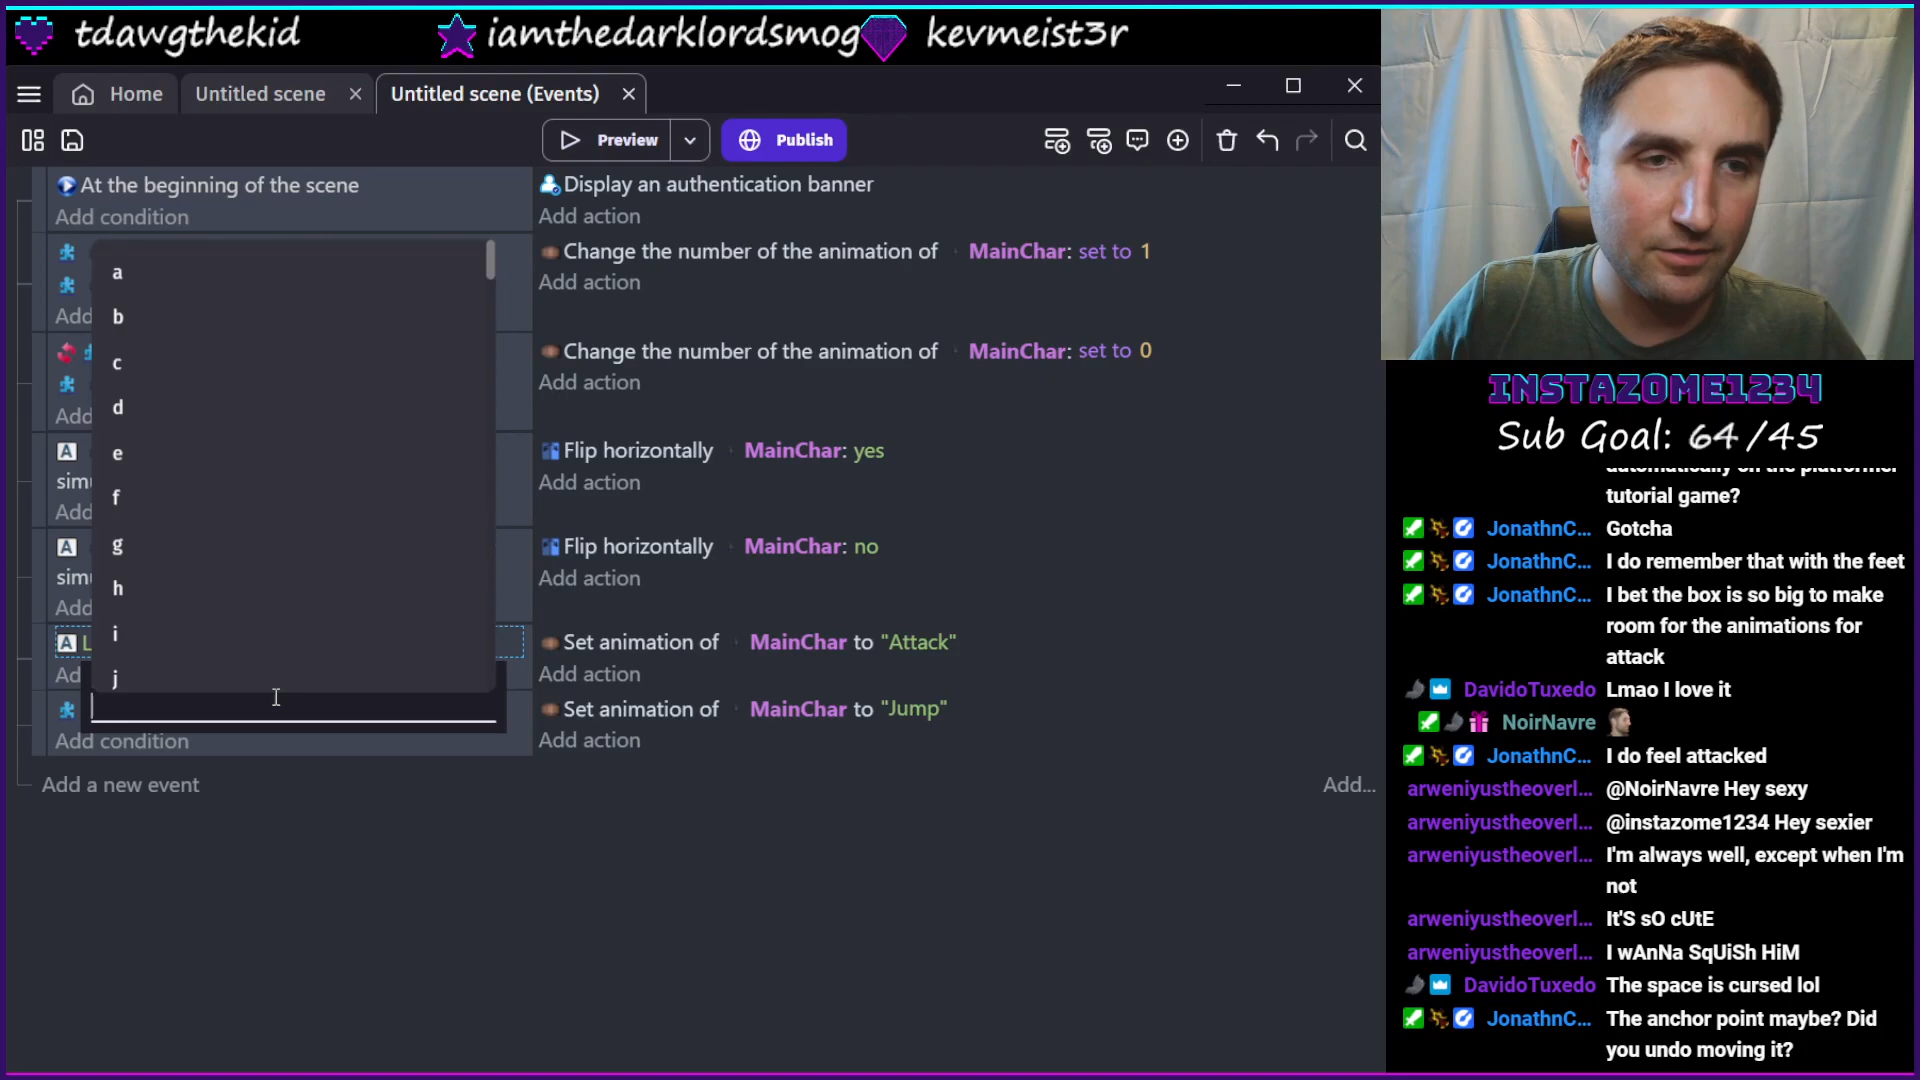 tdawgthekid
iamthedarklordsmog
kevmeist3r
Home
Untitled scene
Untitled scene (Events)
Preview
Publish
At the beginning of the scene
Add condition
Display an authentication banner
Add action
a
b
c
d
e
f
g
h
i
j
Add
Change the number of the animation of MainChar: set to 1
Add action
Add
Change the number of the animation of MainChar: set to 0
Add action
A
simu
Add
Flip horizontally MainChar: yes
Add action
A
simu
Add
Flip horizontally MainChar: no
Add action
A L
Ad
Set animation of MainChar to "Attack"
Add action
Set animation of MainChar to "Jump"
Add condition
Add action
Add a new event
Add...
INSTAZOME1234
Sub Goal: 64/45
tutorial game?
JonathnC... Gotcha
JonathnC... I do remember that with the feet
JonathnC... I bet the box is so big to make
room for the animations for
attack
DavidoTuxedo Lmao I love it
NoirNavre
JonathnC... I do feel attacked
arweniyustheoverl... @NoirNavre Hey sexy
arweniyustheoverl... @instazome1234 Hey sexier
arweniyustheoverl... I'm always well, except when I'm
not
arweniyustheoverl... It'S sO cUtE
arweniyustheoverl... I wAnNa SqUiSh HiM
DavidoTuxedo The space is cursed lol
JonathnC... The anchor point maybe? Did
you undo moving it?